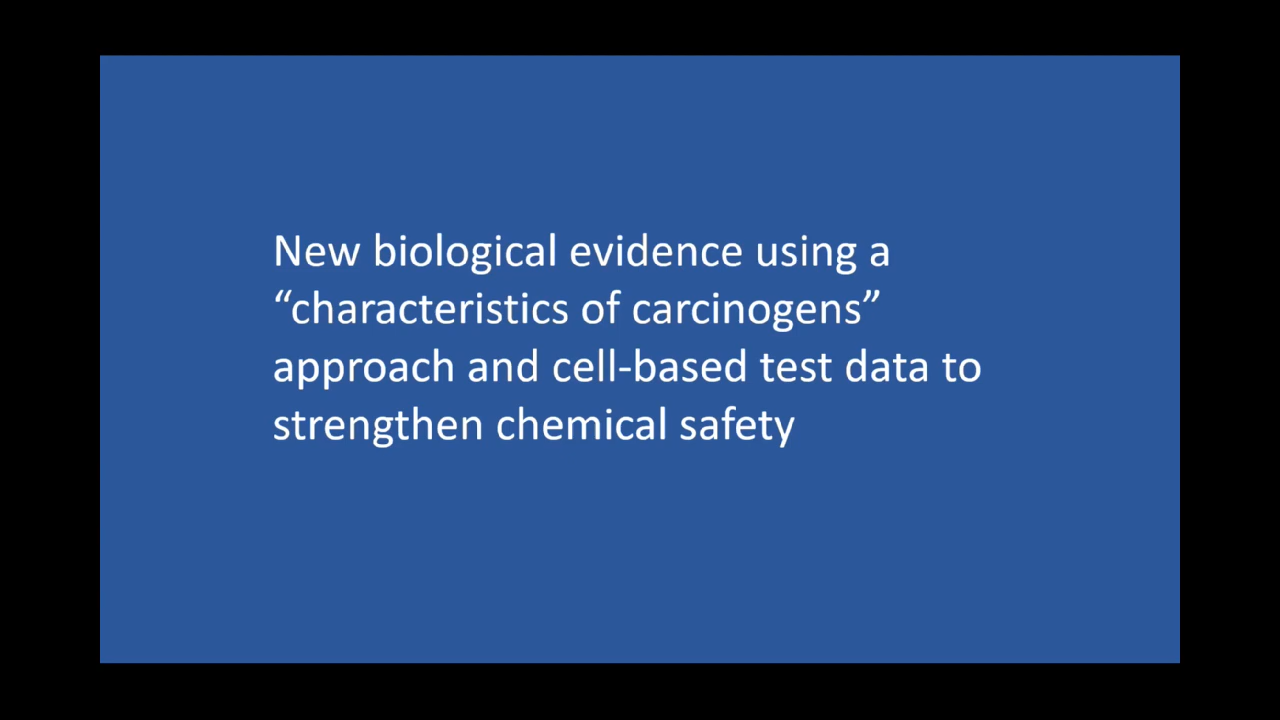 New biological evidence using a
“characteristics of carcinogens”
approach and cell-based test data to
strengthen chemical safety